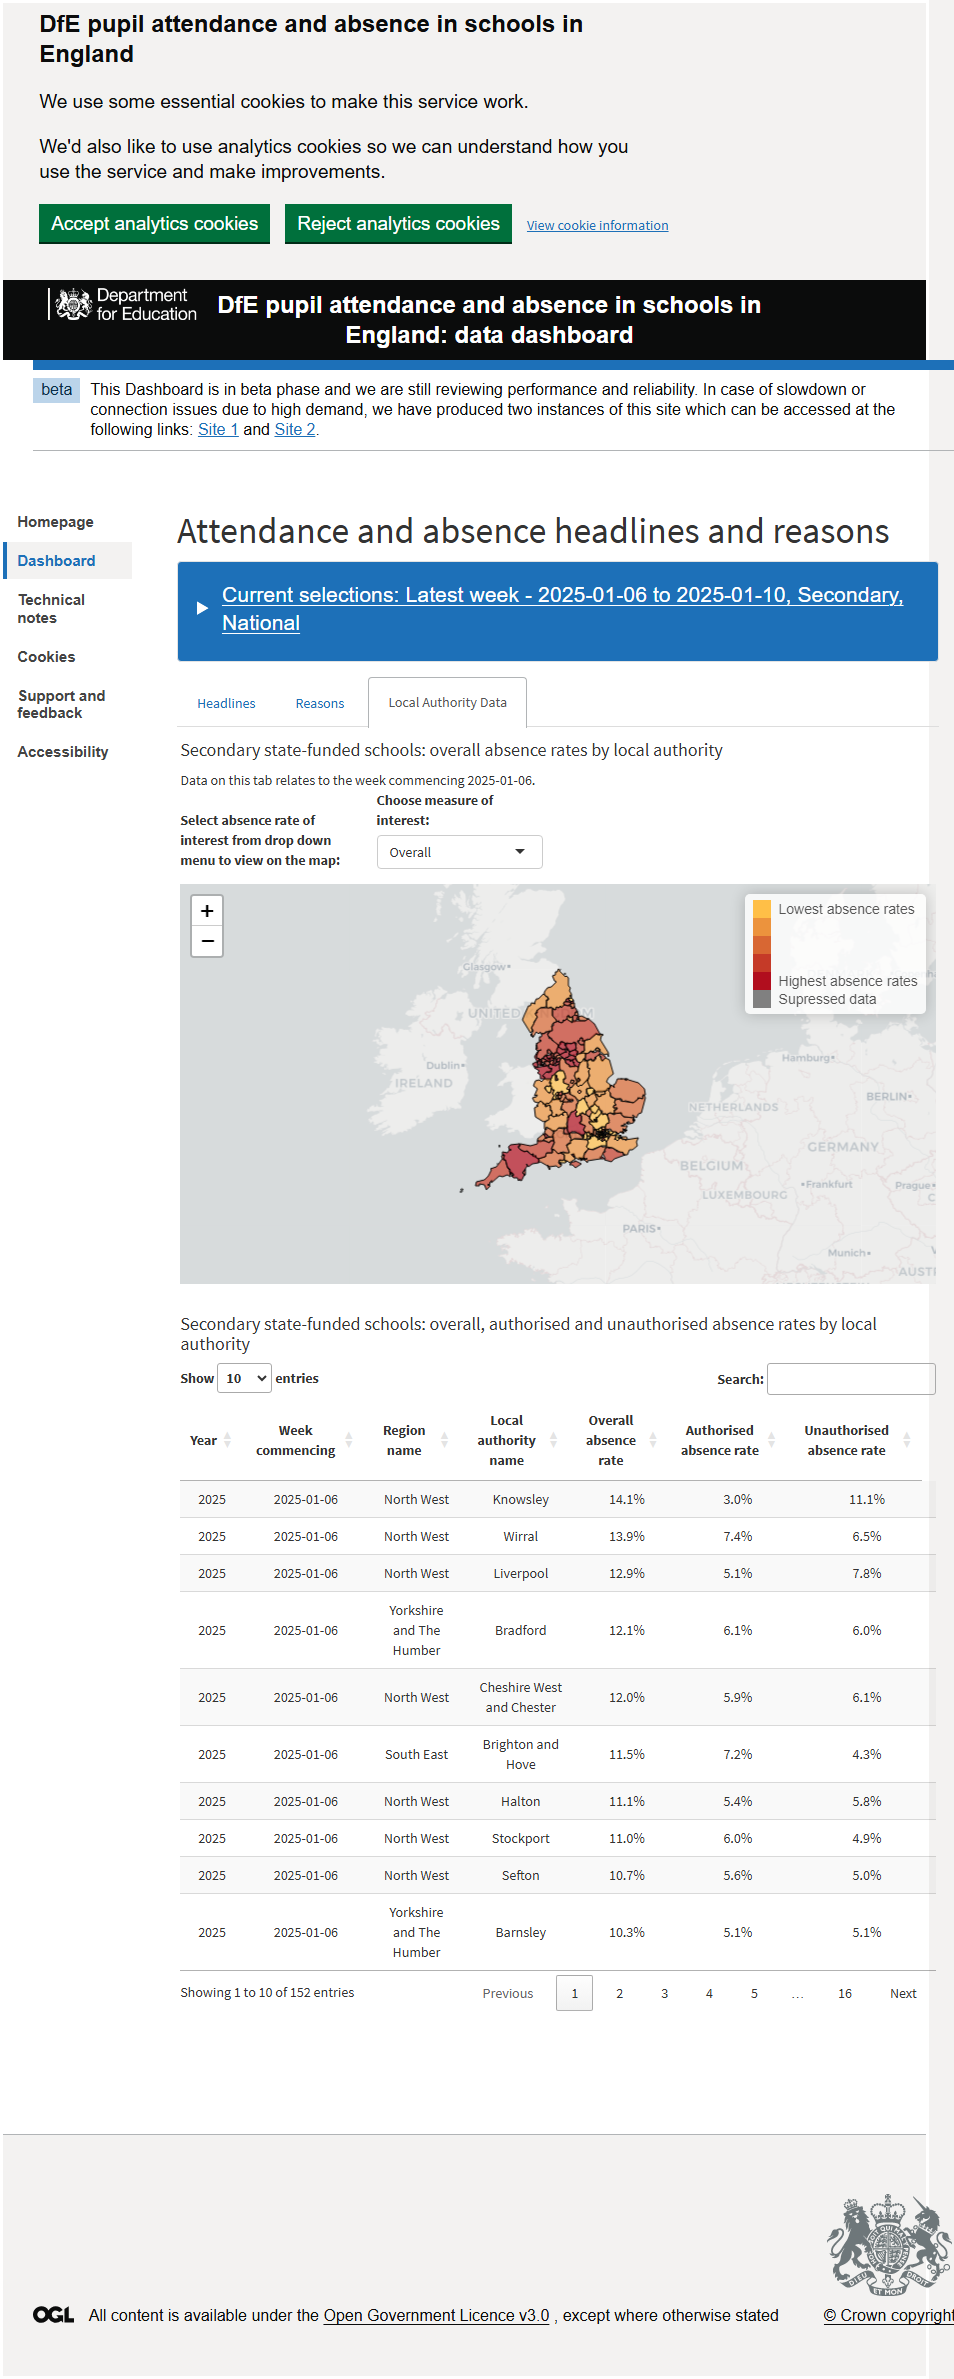 DfE pupil attendance and absence in schools in
England
We use some essential cookies to make this service work.
We'd also like to use analytics cookies so we can understand how you
use the service and make improvements.
Accept analytics cookies Reject analytics cookies View cookie information
Department
for Education
DfE pupil attendance and absence in schools in
England: data dashboard
beta This Dashboard is in beta phase and we are still reviewing performance and reliability. In case of slowdown or
connection issues due to high demand, we have produced two instances of this site which can be accessed at the
following links: Site 1 and Site 2.
Homepage
Dashboard
Technical
notes
Cookies
Support and
feedback
Accessibility
Attendance and absence headlines and reasons
Current selections: Latest week - 2025-01-06 to 2025-01-10, Secondary,
National
Headlines Reasons Local Authority Data
Secondary state-funded schools: overall absence rates by local authority
Data on this tab relates to the week commencing 2025-01-06.
Select absence rate of
interest from drop down
menu to view on the map:
Choose measure of
interest:
Overall
+
−
Lowest absence rates
Highest absence rates
Supressed data
Glasgow
UNITED
M
Dublin
IRELAND
Hamburg
BERLIN
NETHERLANDS
GERMANY
BELGIUM
Frankfurt
Prague
C
LUXEMBOURG
PARIS
Munich
AUST
Secondary state-funded schools: overall, authorised and unauthorised absence rates by local
authority
Show 10 entries Search:
Year Week commencing Region name Local authority name Overall absence rate Authorised absence rate Unauthorised absence rate
2025 2025-01-06 North West Knowsley 14.1% 3.0% 11.1%
2025 2025-01-06 North West Wirral 13.9% 7.4% 6.5%
2025 2025-01-06 North West Liverpool 12.9% 5.1% 7.8%
2025 2025-01-06 Yorkshire and The Humber Bradford 12.1% 6.1% 6.0%
2025 2025-01-06 North West Cheshire West and Chester 12.0% 5.9% 6.1%
2025 2025-01-06 South East Brighton and Hove 11.5% 7.2% 4.3%
2025 2025-01-06 North West Halton 11.1% 5.4% 5.8%
2025 2025-01-06 North West Stockport 11.0% 6.0% 4.9%
2025 2025-01-06 North West Sefton 10.7% 5.6% 5.0%
2025 2025-01-06 Yorkshire and The Humber Barnsley 10.3% 5.1% 5.1%
Showing 1 to 10 of 152 entries Previous 1 2 3 4 5 … 16 Next
DIEU ET MON DROIT
OGL All content is available under the Open Government Licence v3.0 , except where otherwise stated © Crown copyright